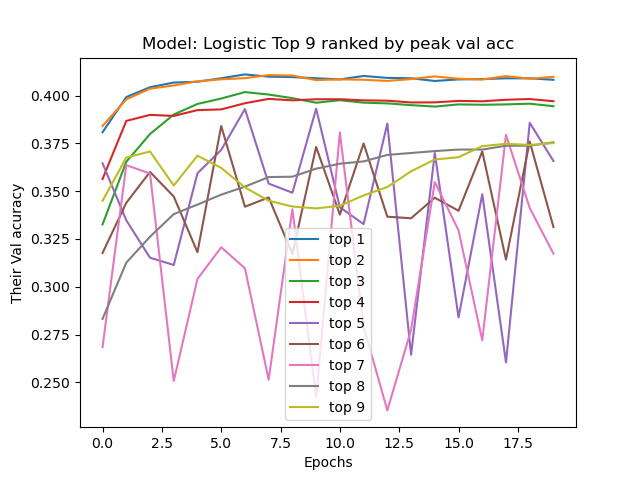 Model: Logistic Top 9 ranked by peak val acc
Their Val acuracy
0.400
0.375
0.350
0.325
0.300
0.275
0.250
top 1
top 2
top 3
top 4
top 5
top 6
top 7
top 8
top 9
0.0 2.5 5.0 7.5 10.0 12.5 15.0 17.5
Epochs